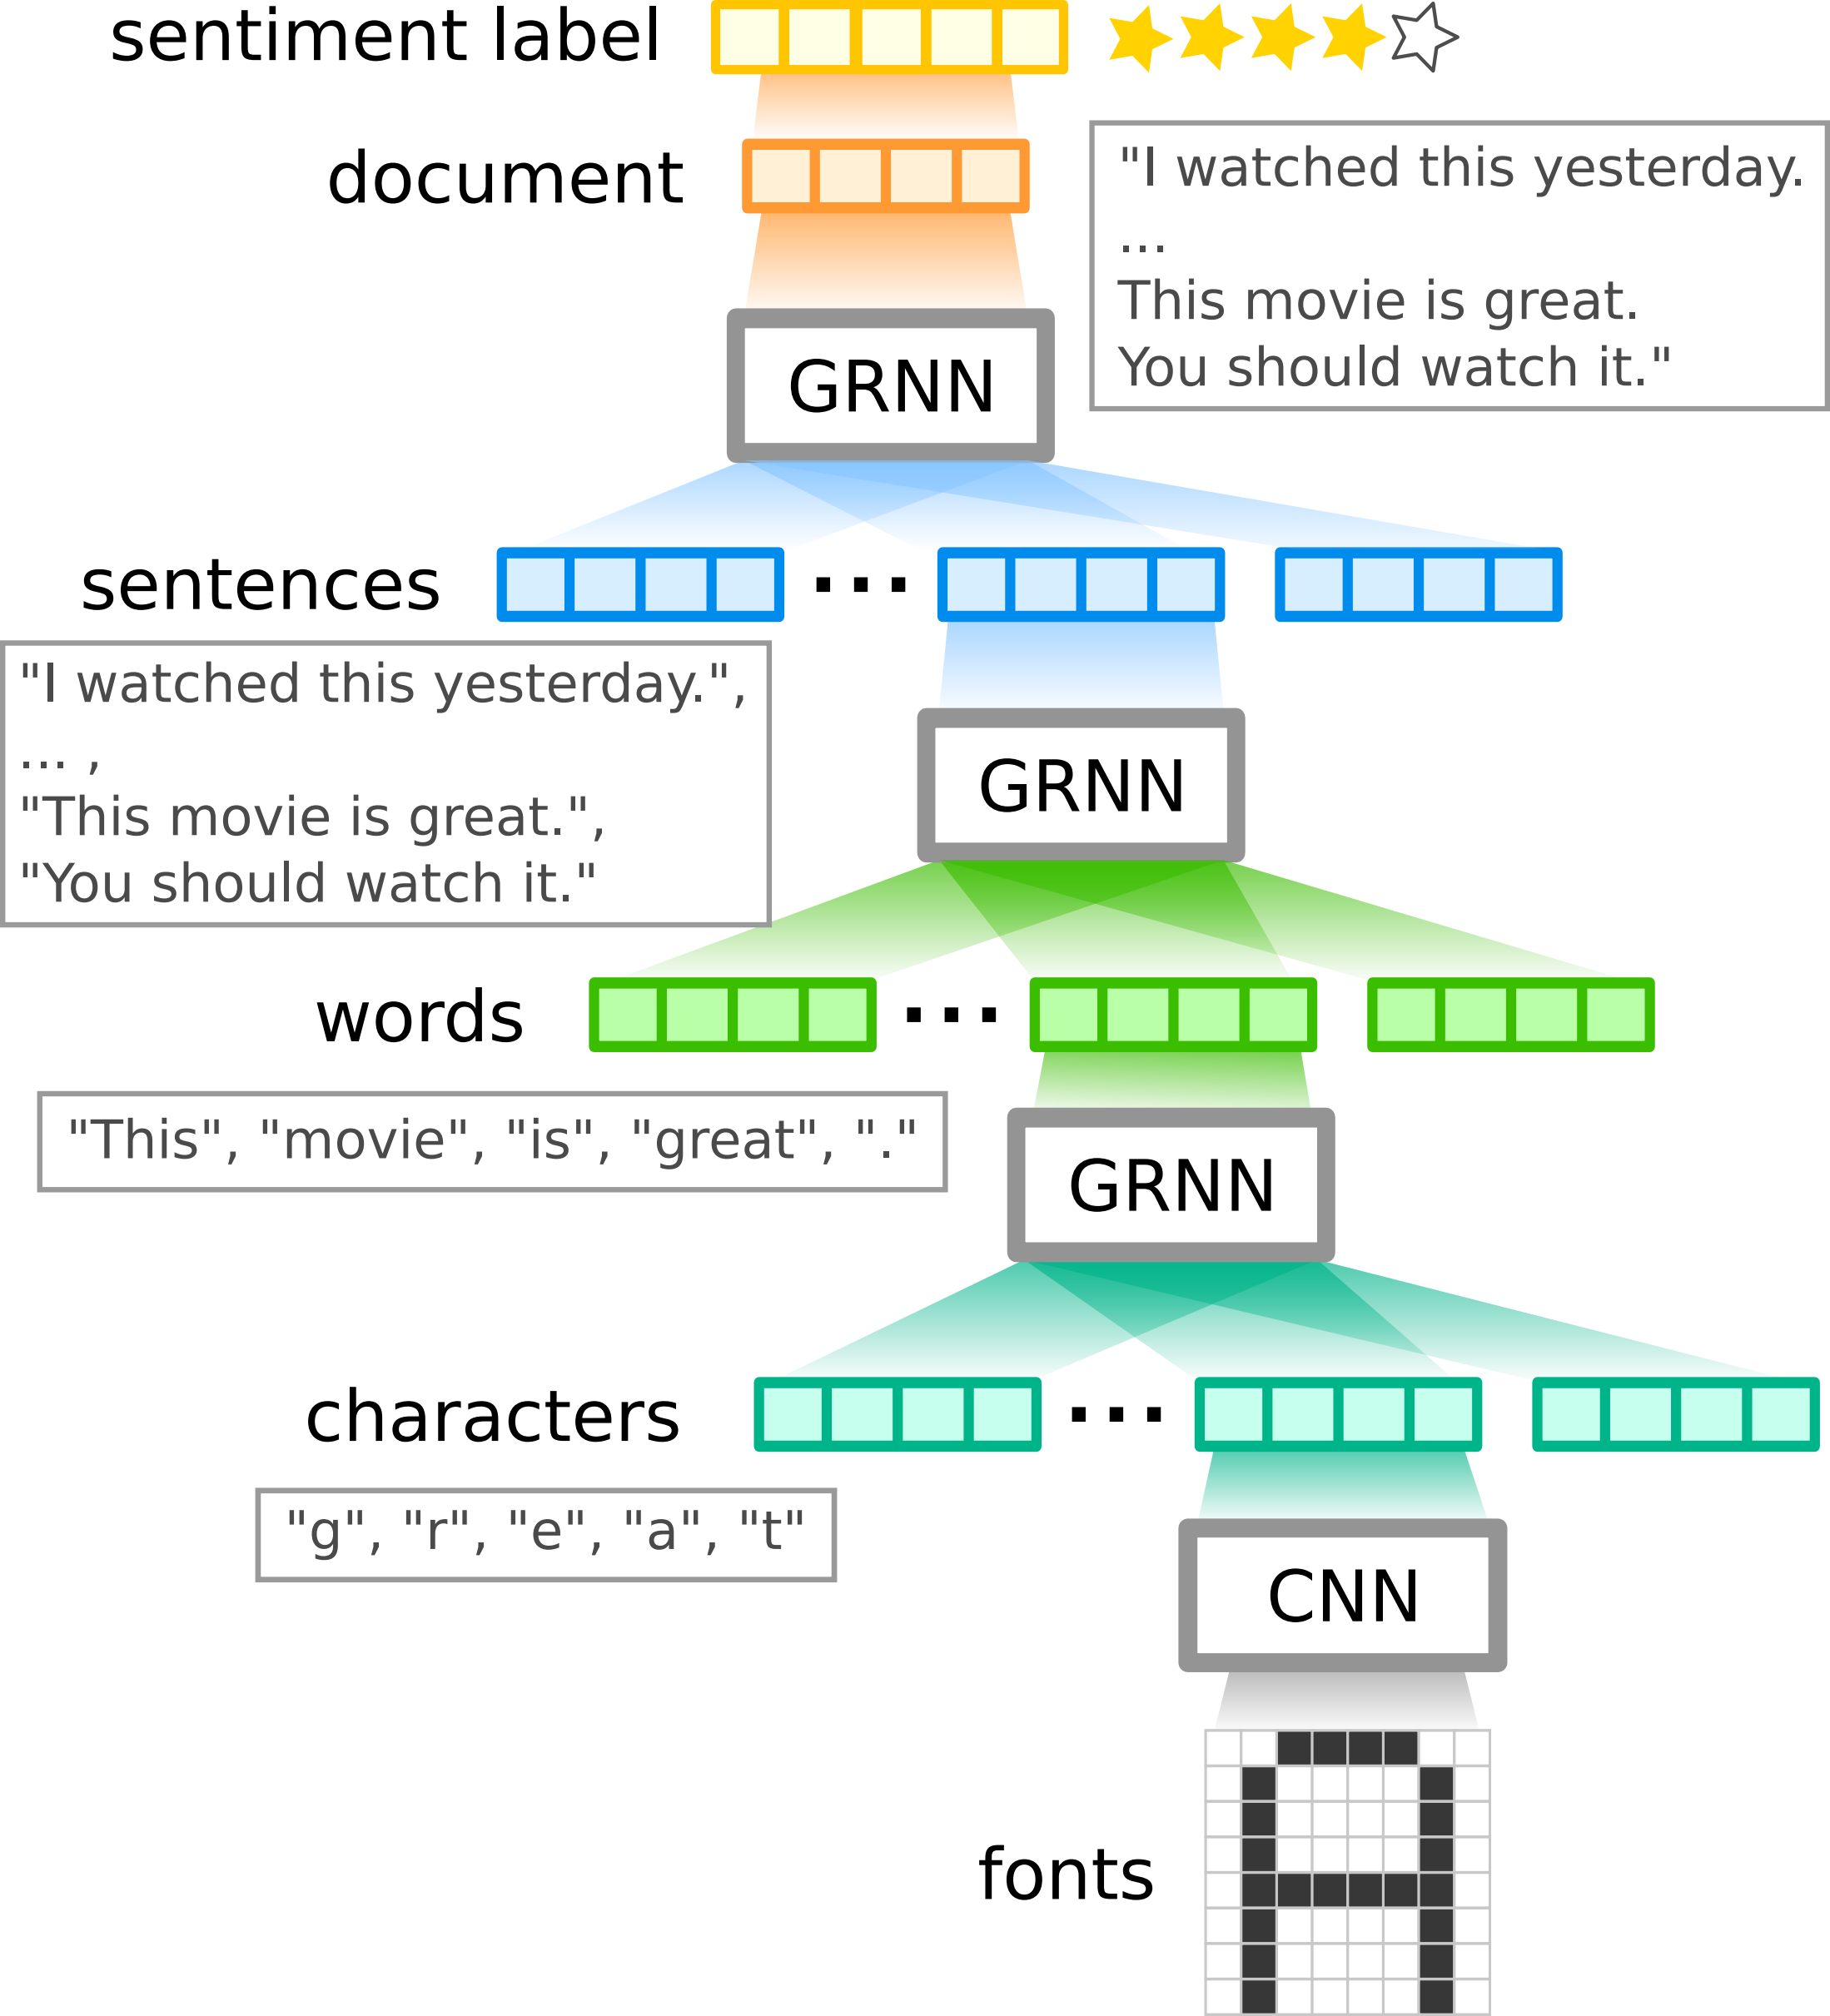 sentiment label
document
"I watched this yesterday.
...
This movie is great.
You should watch it."
GRNN
sentences
...
"I watched this yesterday.",
... ,
"This movie is great.",
"You should watch it."
GRNN
words
...
"This", "movie", "is", "great", "."
GRNN
characters
...
"g", "r", "e", "a", "t"
CNN
fonts
A